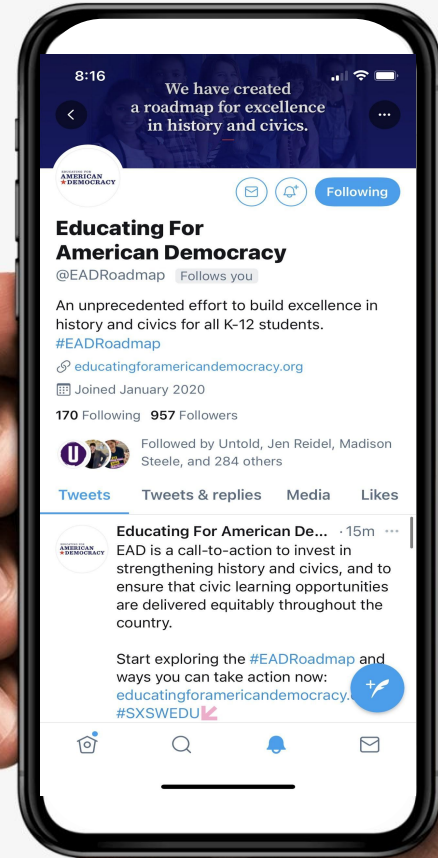 8:16
We have created
a roadmap for excellence
in history and civics.
EDUCATING FOR
AMERICAN
DEMOCRACY
Following
Educating For
American Democracy
@EADRoadmap Follows you
An unprecedented effort to build excellence in
history and civics for all K-12 students.
#EADRoadmap
educatingforamericandemocracy.org
Joined January 2020
170 Following 957 Followers
U
Followed by Untold, Jen Reidel, Madison
Steele, and 284 others
Tweets Tweets & replies Media Likes
EDUCATING FOR
AMERICAN
DEMOCRACY
Educating For American De... · 15m
EAD is a call-to-action to invest in
strengthening history and civics, and to
ensure that civic learning opportunities
are delivered equitably throughout the
country.
Start exploring the #EADRoadmap and
ways you can take action now:
educatingforamericandemocracy.
#SXSWEDU